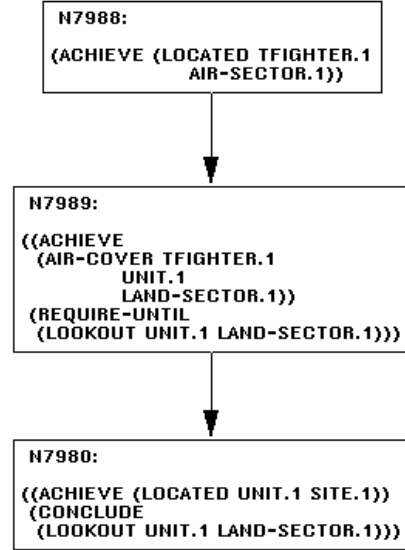 N7988:
(ACHIEVE (LOCATED TFIGHTER.1
AIR-SECTOR.1))
N7989:
((ACHIEVE
(AIR-COVER TFIGHTER.1
UNIT.1
LAND-SECTOR.1))
(REQUIRE-UNTIL
(LOOKOUT UNIT.1 LAND-SECTOR.1)))
N7980:
((ACHIEVE (LOCATED UNIT.1 SITE.1))
(CONCLUDE
(LOOKOUT UNIT.1 LAND-SECTOR.1)))